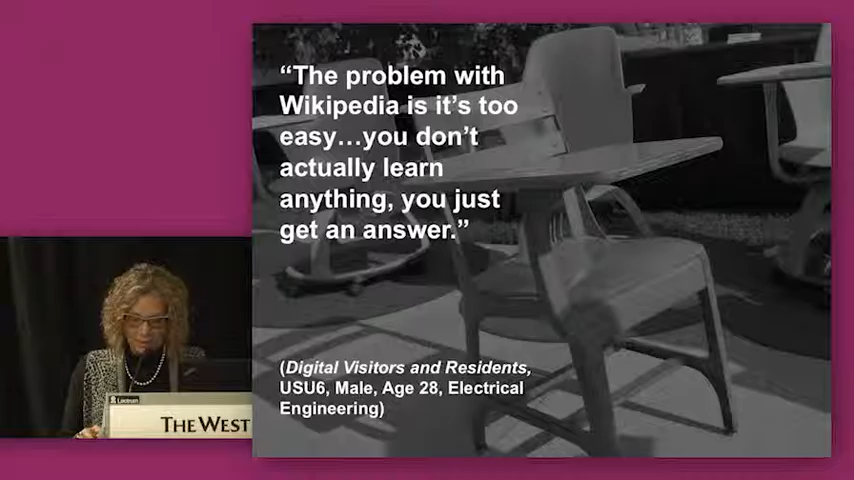 “The problem with
Wikipedia is it’s too
easy…you don’t
actually learn
anything, you just
get an answer.”
(Digital Visitors and Residents,
USU6, Male, Age 28, Electrical
Engineering)
Lectrum
THE WEST